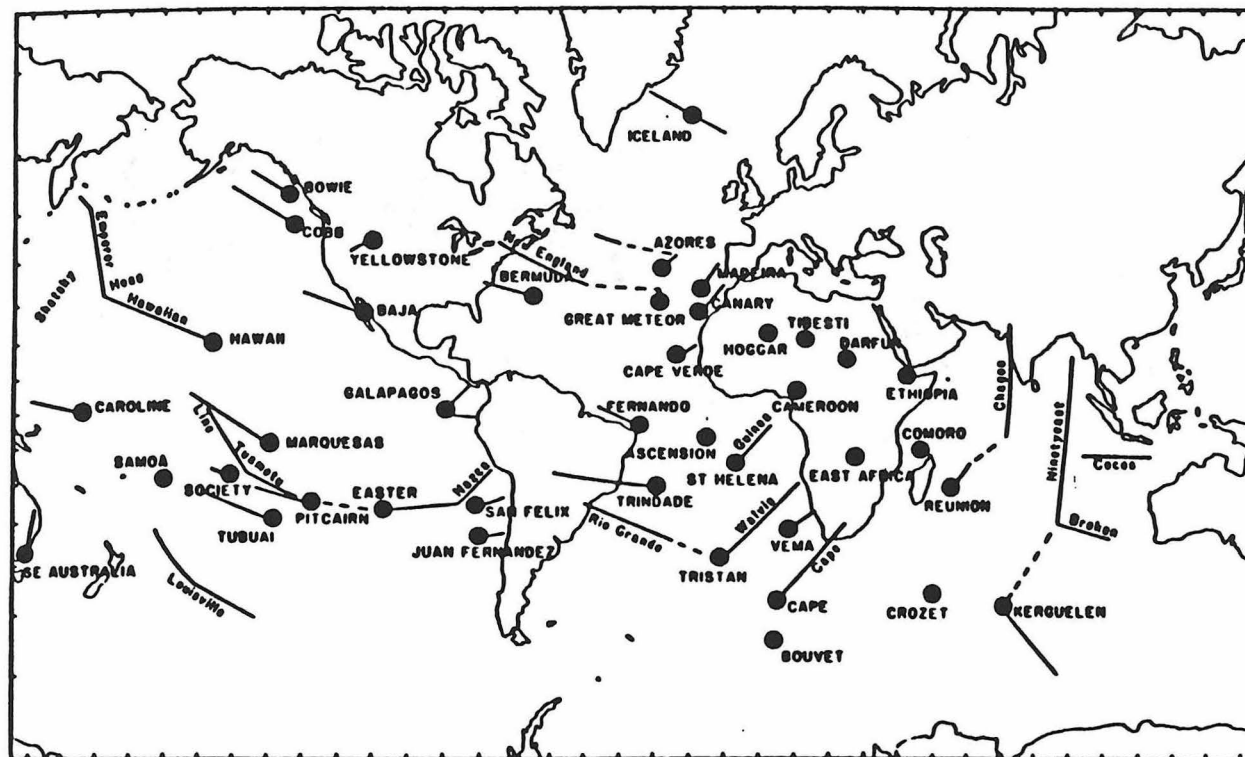 ICELAND
BOWIE
COBB
YELLOWSTONE
New England
AZORES
BERMUDA
MADEIRA
Emperor
Hess
Hawaiian
Shatsky
BAJA
GREAT METEOR
CANARY
HAWAII
HOGGAR
TIBESTI
DARFUR
CAPE VERDE
ETHIOPIA
Chagos
GALAPAGOS
FERNANDO
CAMEROON
CAROLINE
Line
MARQUESAS
Tuamotu
ASCENSION
Guinea
COMORO
Ninetyeast
Cocos
SAMOA
SOCIETY
ST HELENA
EAST AFRICA
PITCAIRN
EASTER
Nazca
SAN FELIX
TRINDADE
REUNION
TUBUAI
Rio Grande
Walvis
Broken
JUAN FERNANDEZ
VEMA
Cape
SE AUSTRALIA
Louisville
TRISTAN
CAPE
CROZET
KERGUELEN
BOUVET